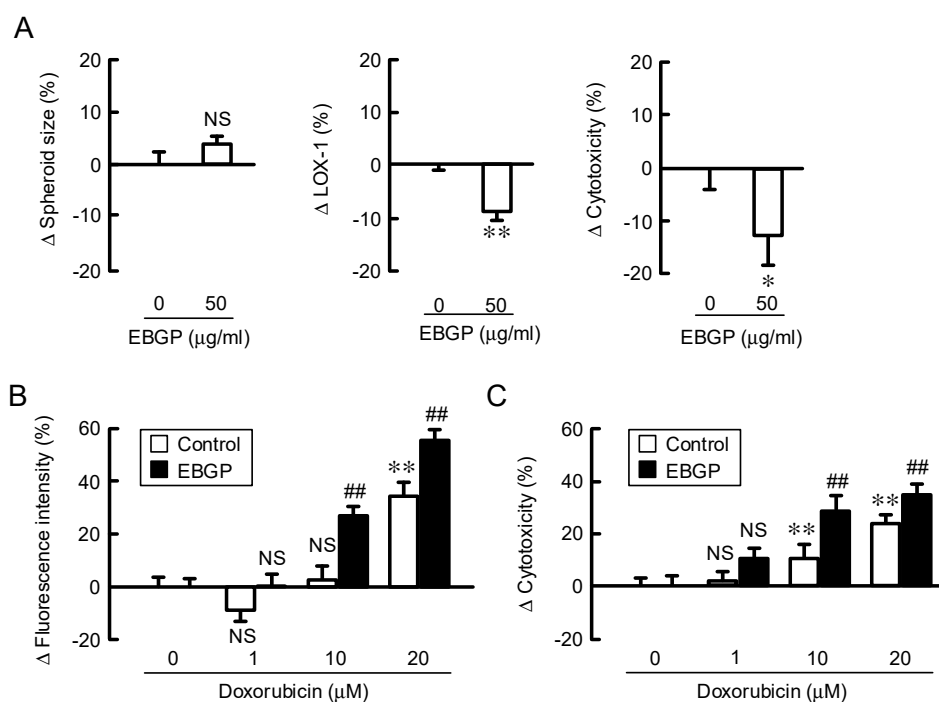 A
Δ Spheroid size (%)
20
10
0
-10
-20
NS
0 50
EBGP (μg/ml)
Δ LOX-1 (%)
20
10
0
-10
-20
**
0 50
EBGP (μg/ml)
Δ Cytotoxicity (%)
20
10
0
-10
-20
*
0 50
EBGP (μg/ml)
B
Δ Fluorescence intensity (%)
60
40
20
0
-20
Control
EBGP
NS
NS
NS
##
**
##
0 1 10 20
Doxorubicin (μM)
C
Δ Cytotoxicity (%)
60
40
20
0
-20
Control
EBGP
NS
NS
**
##
**
##
0 1 10 20
Doxorubicin (μM)